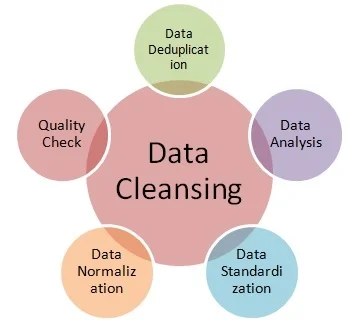 Data
Deduplicat
ion
Quality
Check
Data
Analysis
Data
Cleansing
Data
Normaliz
ation
Data
Standardi
zation